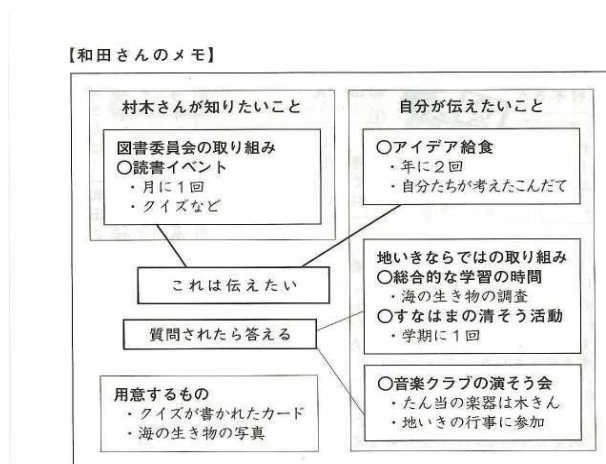 【和田さんのメモ】
村木さんが知りたいこと
図書委員会の取り組み
○読書イベント
・月に1回
・クイズなど
自分が伝えたいこと
○アイデア給食
・年に2回
・自分たちが考えたこんだて
これは伝えたい
質問されたら答える
地いきならではの取り組み
○総合的な学習の時間
・海の生き物の調査
○すなはまの清そう活動
・学期に1回
用意するもの
・クイズが書かれたカード
・海の生き物の写真
○音楽クラブの演そう会
・たん当の楽器は木きん
・地いきの行事に参加